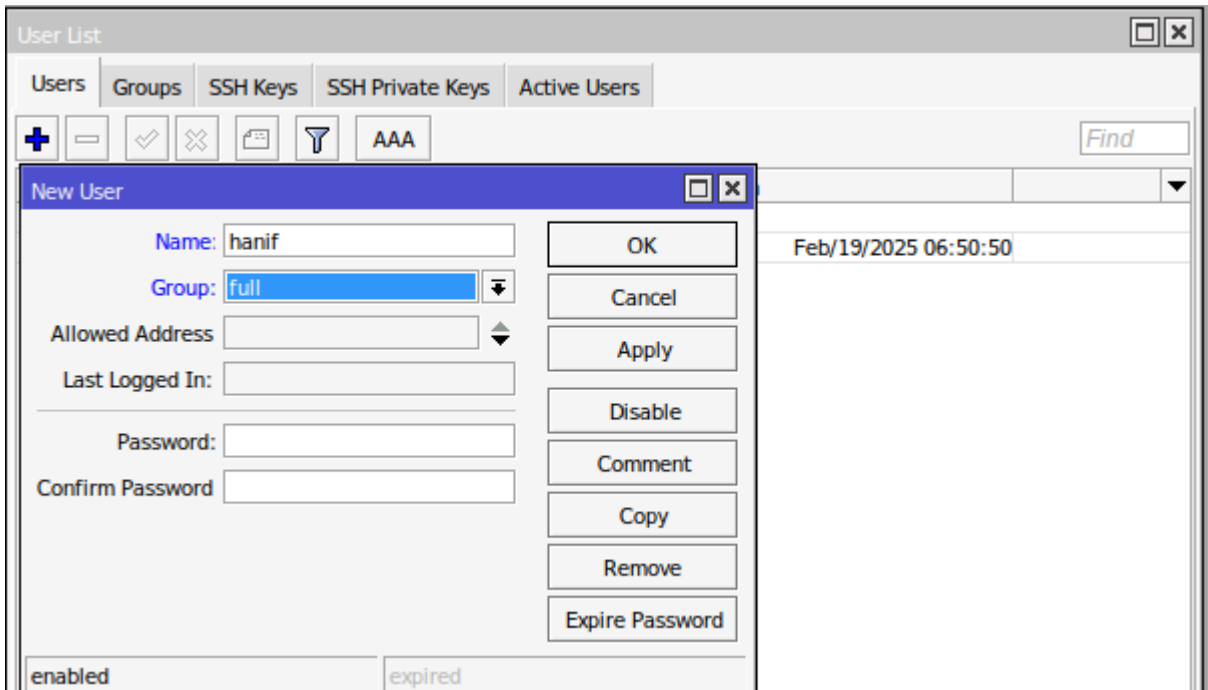 User List
Users Groups SSH Keys SSH Private Keys Active Users
AAA Find
New User
Name: hanif OK
Feb/19/2025 06:50:50
Group: full Cancel
Allowed Address Apply
Last Logged In:
Disable
Password:
Comment
Confirm Password
Copy
Remove
Expire Password
enabled expired